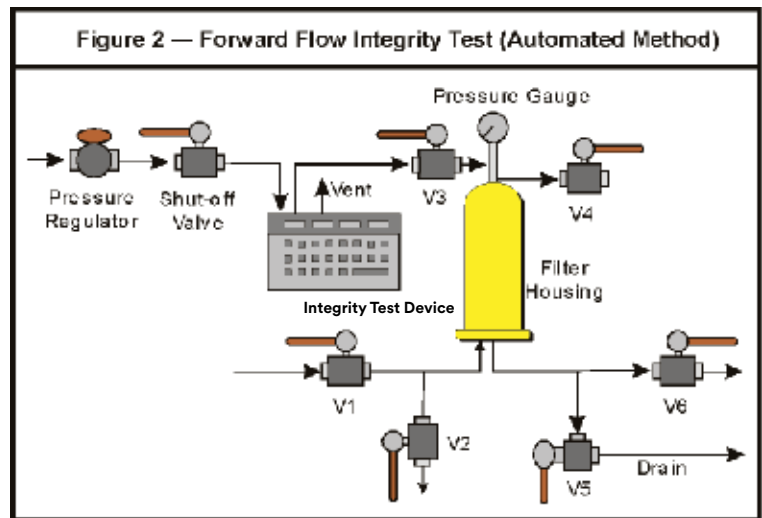 Figure 2 — Forward Flow Integrity Test (Automated Method)
Pressure Gauge
Pressure
Regulator
Shut-off
Valve
Vent
V3
V4
Filter
Housing
Integrity Test Device
V1
V2
V6
V5
Drain